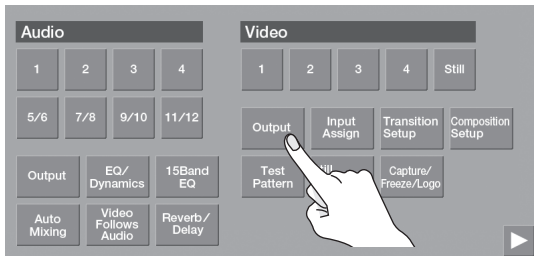 Audio
1
2
3
4
5/6
7/8
9/10
11/12
Output
EQ/
Dynamics
15Band
EQ
Auto
Mixing
Video
Follows
Audio
Reverb/
Delay
Video
1
2
3
4
Still
Output
Input
Assign
Transition
Setup
Composition
Setup
Test
Pattern
Capture/
Freeze/Logo